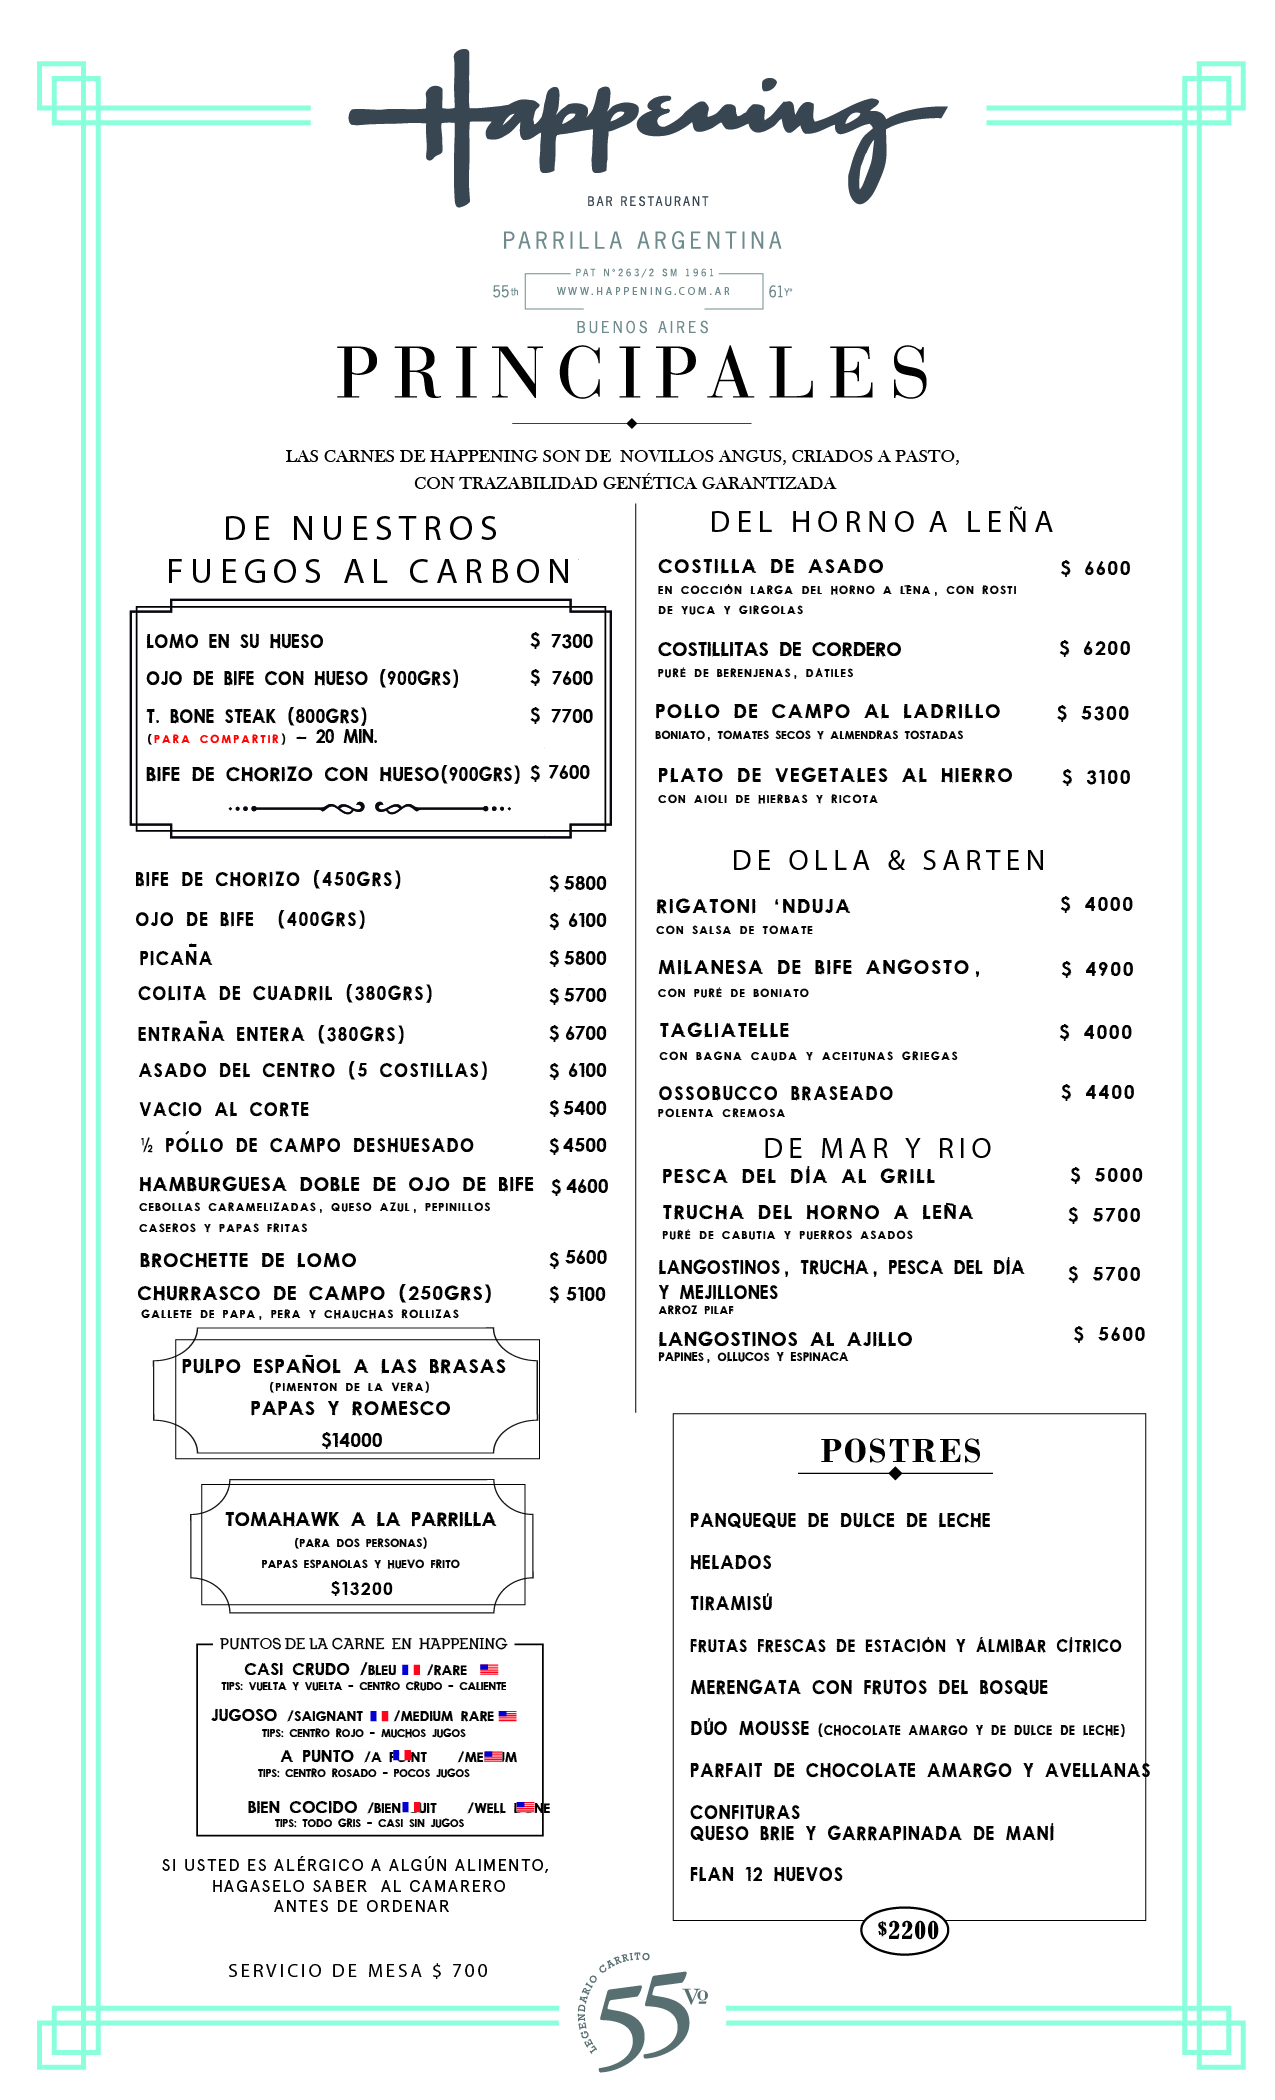 Happening
BAR RESTAURANT
PARRILLA ARGENTINA
PAT N°263/2 SM 1961
55th WWW.HAPPENING.COM.AR 61Yº
BUENOS AIRES
PRINCIPALES
LAS CARNES DE HAPPENING SON DE NOVILLOS ANGUS, CRIADOS A PASTO,
CON TRAZABILIDAD GENÉTICA GARANTIZADA
DE NUESTROS
FUEGOS AL CARBON
LOMO EN SU HUESO $ 7300
OJO DE BIFE CON HUESO (900GRS) $ 7600
T. BONE STEAK (800GRS) $ 7700
(PARA COMPARTIR) – 20 MIN.
BIFE DE CHORIZO CON HUESO(900GRS) $ 7600
BIFE DE CHORIZO (450GRS) $ 5800
OJO DE BIFE (400GRS) $ 6100
PICAÑA $ 5800
COLITA DE CUADRIL (380GRS) $ 5700
ENTRAÑA ENTERA (380GRS) $ 6700
ASADO DEL CENTRO (5 COSTILLAS) $ 6100
VACIO AL CORTE $ 5400
½ PÓLLO DE CAMPO DESHUESADO $ 4500
HAMBURGUESA DOBLE DE OJO DE BIFE $ 4600
CEBOLLAS CARAMELIZADAS, QUESO AZUL, PEPINILLOS
CASEROS Y PAPAS FRITAS
BROCHETTE DE LOMO $ 5600
CHURRASCO DE CAMPO (250GRS) $ 5100
GALLETE DE PAPA, PERA Y CHAUCHAS ROLLIZAS
PULPO ESPAÑOL A LAS BRASAS
(PIMENTON DE LA VERA)
PAPAS Y ROMESCO
$14000
TOMAHAWK A LA PARRILLA
(PARA DOS PERSONAS)
PAPAS ESPANOLAS Y HUEVO FRITO
$13200
PUNTOS DE LA CARNE EN HAPPENING
CASI CRUDO /BLEU /RARE
TIPS: VUELTA Y VUELTA - CENTRO CRUDO - CALIENTE
JUGOSO /SAIGNANT /MEDIUM RARE
TIPS: CENTRO ROJO - MUCHOS JUGOS
A PUNTO /A
TIPS: CENTRO ROSADO - POCOS JUGOS
BIEN COCIDO /BIEN /WELL
TIPS: TODO GRIS - CASI SIN JUGOS
SI USTED ES ALÉRGICO A ALGÚN ALIMENTO,
HAGASELO SABER AL CAMARERO
ANTES DE ORDENAR
SERVICIO DE MESA $ 700
DEL HORNO A LEÑA
COSTILLA DE ASADO $ 6600
EN COCCIÓN LARGA DEL HORNO A LEÑA, CON ROSTI
DE YUCA Y GIRGOLAS
COSTILLITAS DE CORDERO $ 6200
PURÉ DE BERENJENAS, DÁTILES
POLLO DE CAMPO AL LADRILLO $ 5300
BONIATO, TOMATES SECOS Y ALMENDRAS TOSTADAS
PLATO DE VEGETALES AL HIERRO $ 3100
CON AIOLI DE HIERBAS Y RICOTA
DE OLLA & SARTEN
RIGATONI ‘NDUJA $ 4000
CON SALSA DE TOMATE
MILANESA DE BIFE ANGOSTO, $ 4900
CON PURÉ DE BONIATO
TAGLIATELLE $ 4000
CON BAGNA CAUDA Y ACEITUNAS GRIEGAS
OSSOBUCCO BRASEADO $ 4400
POLENTA CREMOSA
DE MAR Y RIO
PESCA DEL DÍA AL GRILL $ 5000
TRUCHA DEL HORNO A LEÑA $ 5700
PURÉ DE CABUTIA Y PUERROS ASADOS
LANGOSTINOS, TRUCHA, PESCA DEL DÍA $ 5700
Y MEJILLONES
ARROZ PILAF
LANGOSTINOS AL AJILLO $ 5600
PAPINES, OLLUCOS Y ESPINACA
POSTRES
PANQUEQUE DE DULCE DE LECHE
HELADOS
TIRAMISÚ
FRUTAS FRESCAS DE ESTACIÓN Y ÁLMIBAR CÍTRICO
MERENGATA CON FRUTOS DEL BOSQUE
DÚO MOUSSE (CHOCOLATE AMARGO Y DE DULCE DE LECHE)
PARFAIT DE CHOCOLATE AMARGO Y AVELLANAS
CONFITURAS
QUESO BRIE Y GARRAPINADA DE MANÍ
FLAN 12 HUEVOS
$2200
LEGENDARIO CARRITO
55 Vº